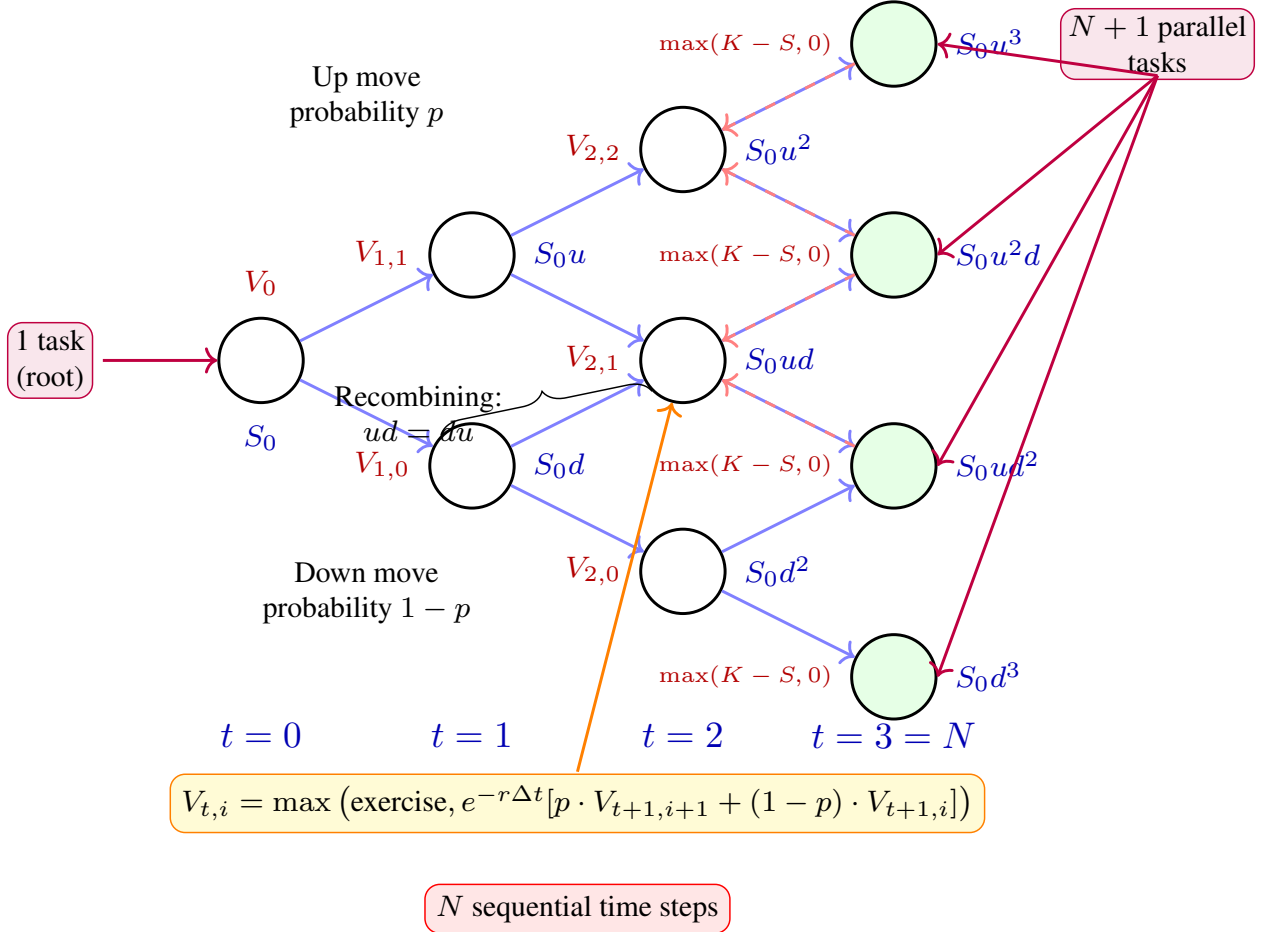 max(K − S, 0)
S₀u³
N + 1 parallel
tasks
Up move
probability p
V₂,₂
S₀u²
V₁,₁
S₀u
max(K − S, 0)
S₀u²d
V₀
1 task
(root)
V₂,₁
S₀ud
Recombining:
ud = du
S₀
V₁,₀
S₀d
max(K − S, 0)
S₀ud²
Down move
probability 1 − p
V₂,₀
S₀d²
max(K − S, 0)
S₀d³
t = 0
t = 1
t = 2
t = 3 = N
V_{t,i} = max (exercise, e^{−rΔt}[p · V_{t+1,i+1} + (1 − p) · V_{t+1,i}])
N sequential time steps